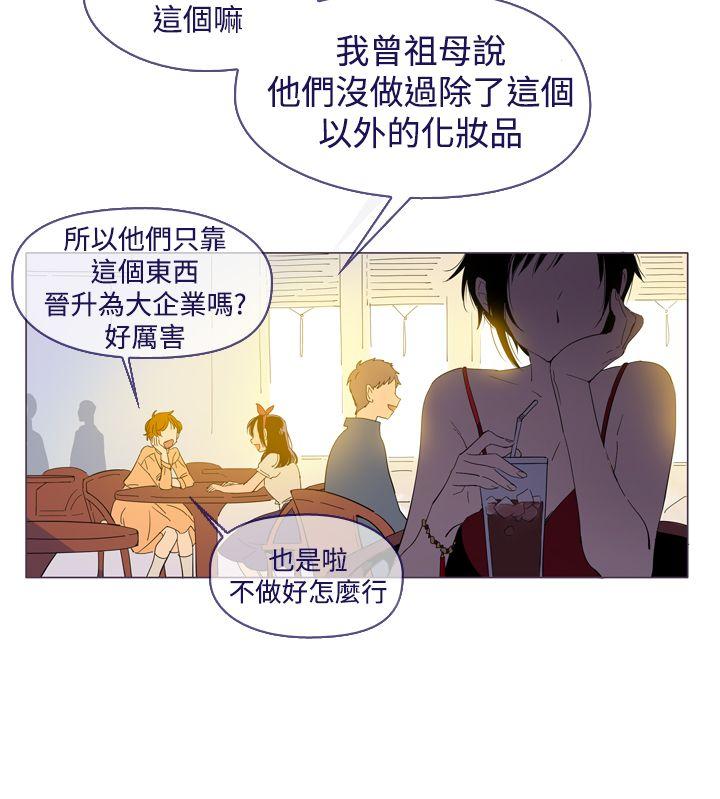 這個嘛
我曾祖母說
他們沒做過除了這個
以外的化妝品
所以他們只靠
這個東西
晉升為大企業嗎?
好厲害
也是啦
不做好怎麼行